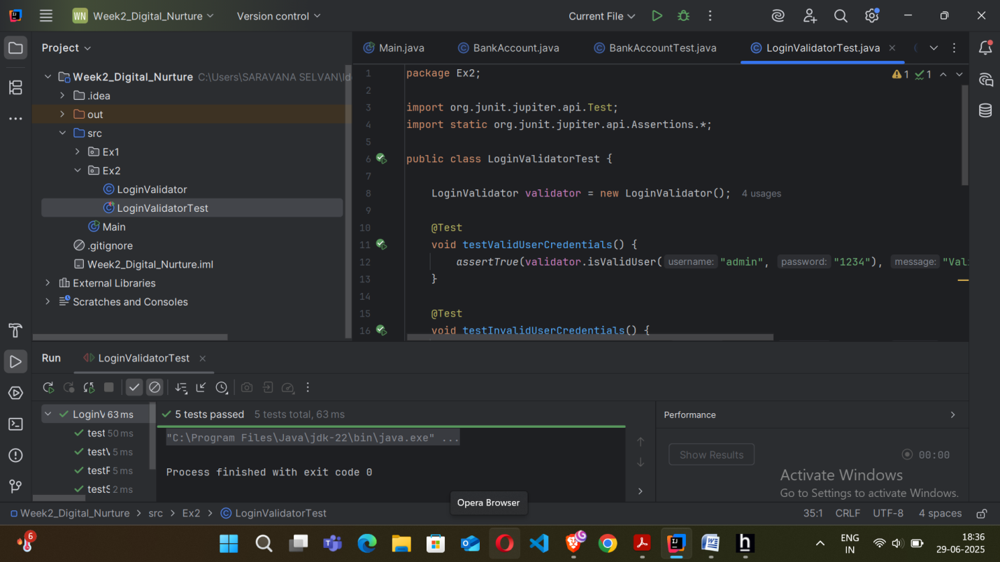 WN Week2_Digital_Nurture Version control Current File
Project
Week2_Digital_Nurture C:\Users\SARAVANA SELVAN\Id
.idea
out
src
Ex1
Ex2
LoginValidator
LoginValidatorTest
Main
.gitignore
Week2_Digital_Nurture.iml
External Libraries
Scratches and Consoles
Main.java BankAccount.java BankAccountTest.java LoginValidatorTest.java
1 package Ex2; 1 1
2
3 import org.junit.jupiter.api.Test;
4 import static org.junit.jupiter.api.Assertions.*;
5
6 public class LoginValidatorTest {
7
8 LoginValidator validator = new LoginValidator(); 4 usages
9
10 @Test
11 void testValidUserCredentials() {
12 assertTrue(validator.isValidUser( username: "admin", password: "1234"), message: "Val
13 }
14
15 @Test
16 void testInvalidUserCredentials() {
Run LoginValidatorTest
LoginV 63 ms
test 50 ms
testV 5 ms
testF 5 ms
testS 2 ms
5 tests passed 5 tests total, 63 ms
"C:\Program Files\Java\jdk-22\bin\java.exe" ...
Process finished with exit code 0
Performance
Show Results 00:00
Activate Windows
Go to Settings to activate Windows.
Opera Browser
Week2_Digital_Nurture > src > Ex2 > LoginValidatorTest 35:1 CRLF UTF-8 4 spaces
6
ENG
IN
18:36
29-06-2025